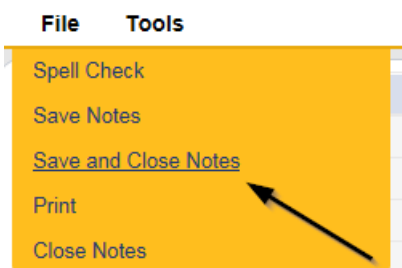 File Tools
Spell Check
Save Notes
Save and Close Notes
Print
Close Notes